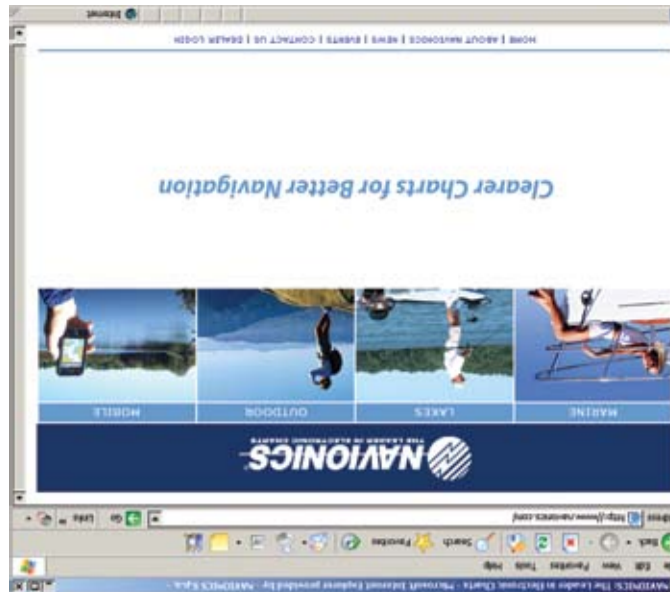 NAVIONICS: The Leader in Electronic Charts - Microsoft Internet Explorer provided by - NAVIONICS S.p.a. -
Edit View Favorites Tools Help
Search Favorites
http://www.navionics.com/ Go Links
NAVIONICS
THE LEADER IN ELECTRONIC CHARTS
MARINE LAKES OUTDOOR MOBILE
Clearer Charts for Better Navigation
HOME | ABOUT NAVIONICS | NEWS | EVENTS | CONTACT US | DEALER LOGIN
Internet